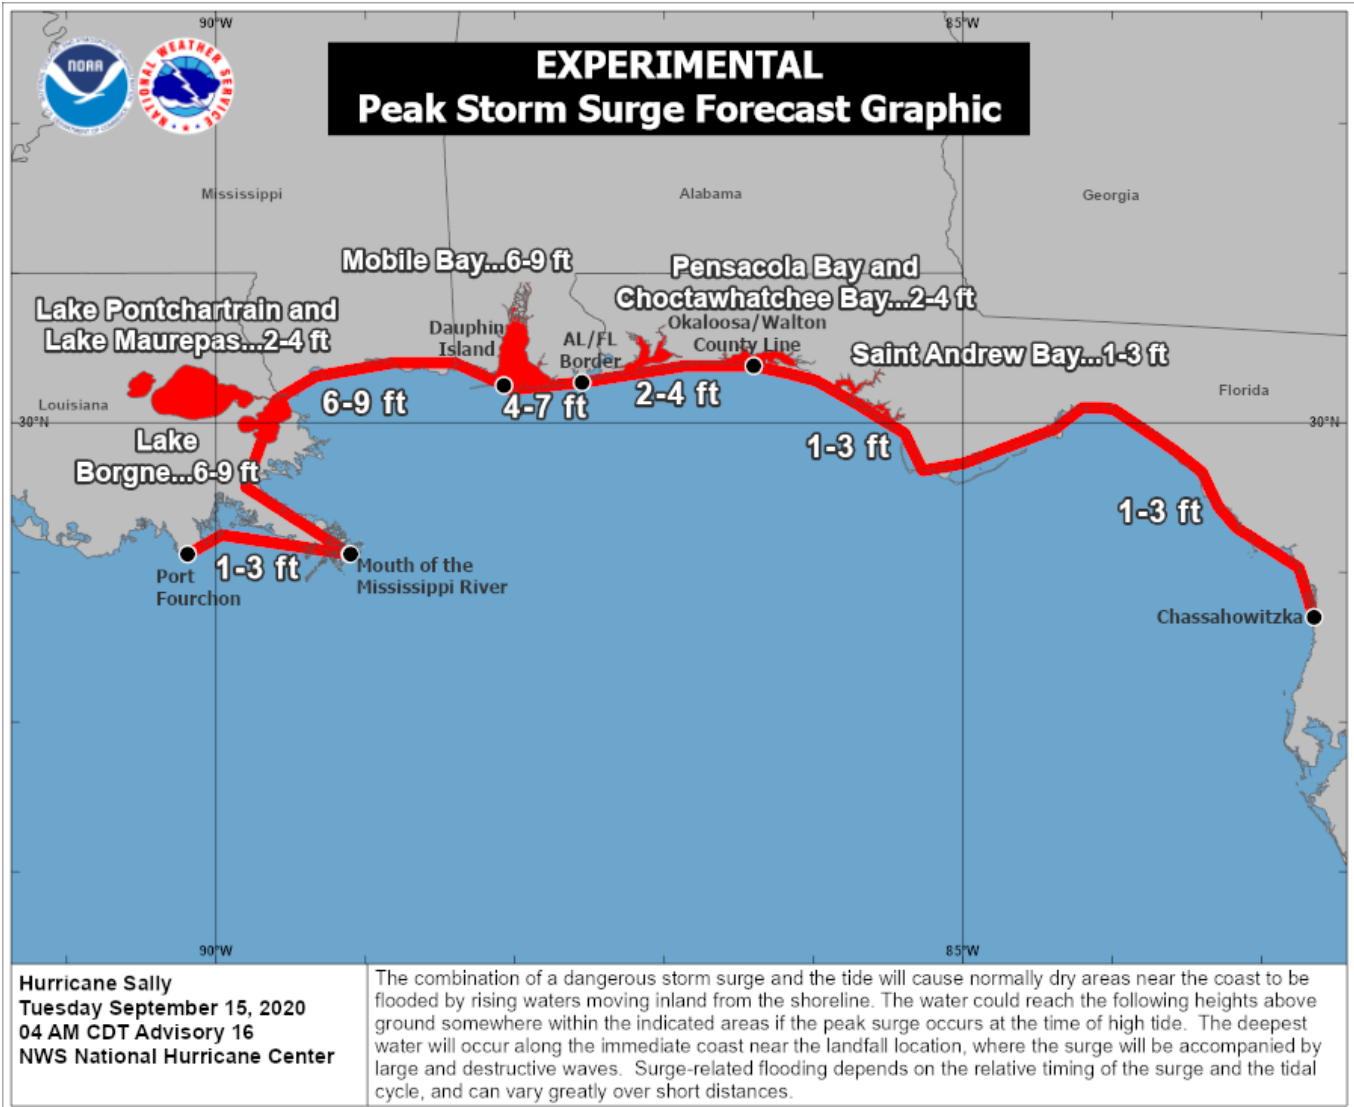 90°W
85°W
NOAA
NATIONAL WEATHER SERVICE
EXPERIMENTAL
Peak Storm Surge Forecast Graphic
Mississippi
Alabama
Georgia
Mobile Bay...6-9 ft
Pensacola Bay and
Choctawhatchee Bay...2-4 ft
Lake Pontchartrain and
Lake Maurepas...2-4 ft
Dauphin
Island
AL/FL
Border
Okaloosa/Walton
County Line
Saint Andrew Bay...1-3 ft
Louisiana
Florida
6-9 ft
4-7 ft
2-4 ft
30°N
30°N
Lake
Borgne...6-9 ft
1-3 ft
1-3 ft
1-3 ft
Port
Fourchon
Mouth of the
Mississippi River
Chassahowitzka
90°W
85°W
Hurricane Sally
Tuesday September 15, 2020
04 AM CDT Advisory 16
NWS National Hurricane Center
The combination of a dangerous storm surge and the tide will cause normally dry areas near the coast to be
flooded by rising waters moving inland from the shoreline. The water could reach the following heights above
ground somewhere within the indicated areas if the peak surge occurs at the time of high tide. The deepest
water will occur along the immediate coast near the landfall location, where the surge will be accompanied by
large and destructive waves. Surge-related flooding depends on the relative timing of the surge and the tidal
cycle, and can vary greatly over short distances.